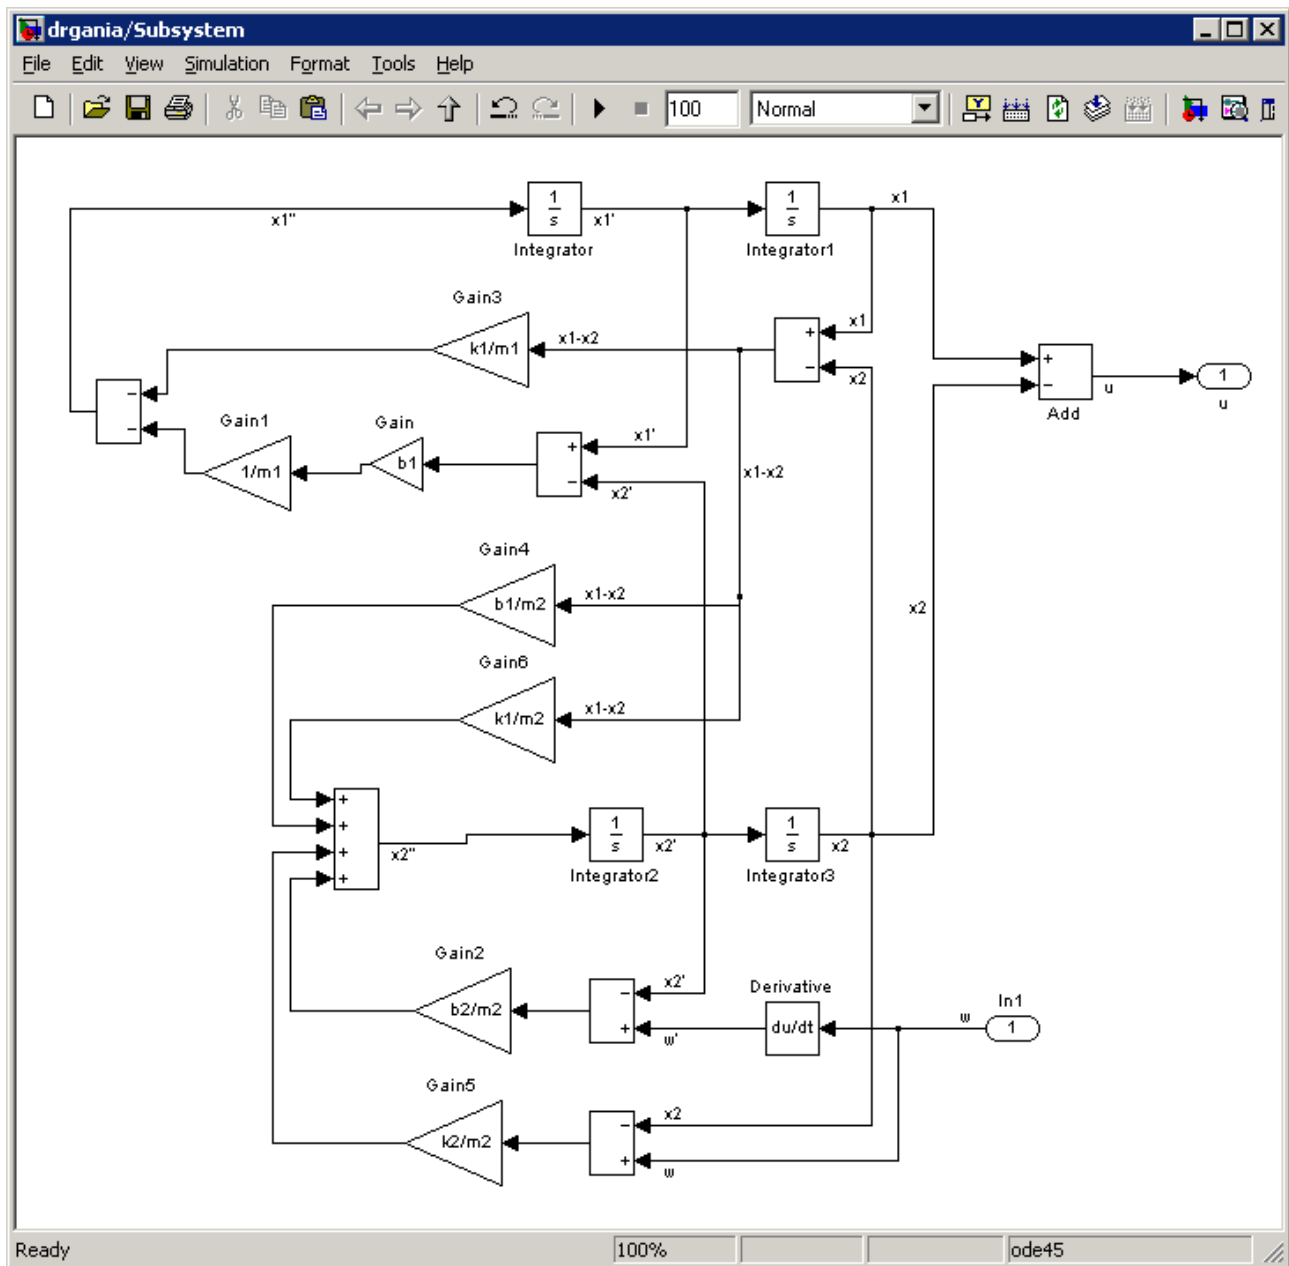 drgania/Subsystem
File Edit View Simulation Format Tools Help
100 Normal
x1'' 1 s x1' 1 s x1
Integrator Integrator1
Gain3
k1/m1 x1-x2 + x1
- x2
+
- u 1
Add u
-
-
Gain1 Gain
1/m1 b1 + x1'
- x2'
x1-x2
Gain4
b1/m2 x1-x2
x2
Gain6
k1/m2 x1-x2
+
+
+
+
x2'' 1 s x2' 1 s x2
Integrator2 Integrator3
Gain2
b2/m2 - x2'
+ w'
Derivative
du/dt w
In1
1
Gain5
k2/m2 - x2
+ w
Ready 100% ode45